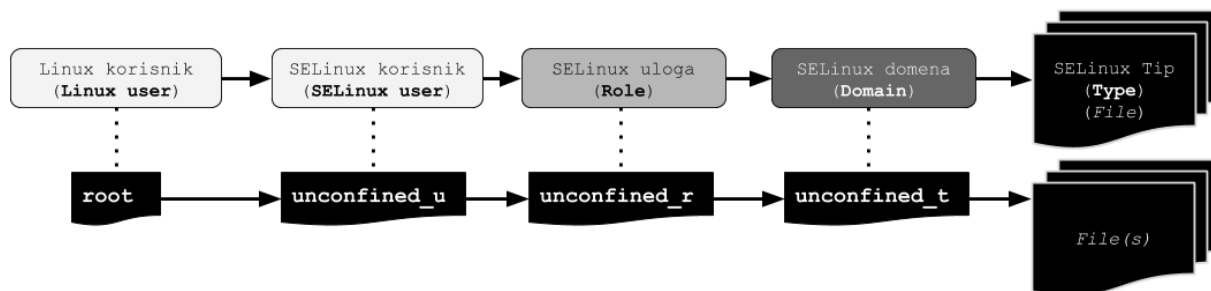 Linux korisnik
(Linux user)
SELinux korisnik
(SELinux user)
SELinux uloga
(Role)
SELinux domena
(Domain)
SELinux Tip
(Type)
(File)
root
unconfined_u
unconfined_r
unconfined_t
File(s)